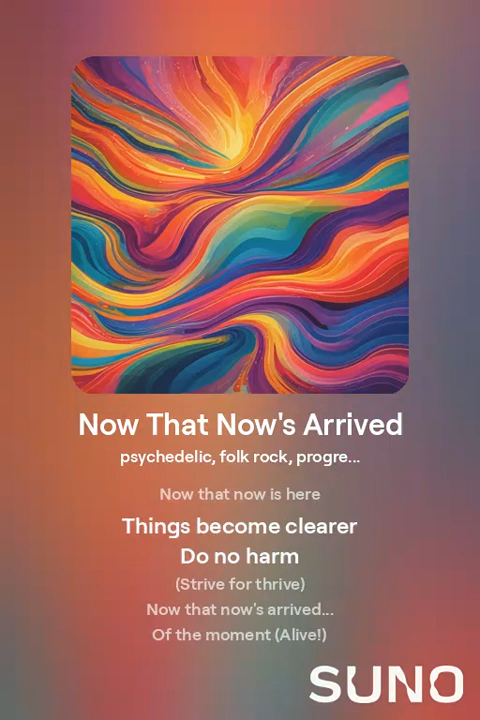 Now That Now's Arrived
psychedelic, folk rock, progre...
Now that now is here
Things become clearer
Do no harm
(Strive for thrive)
Now that now's arrived...
Of the moment (Alive!)
SUNO